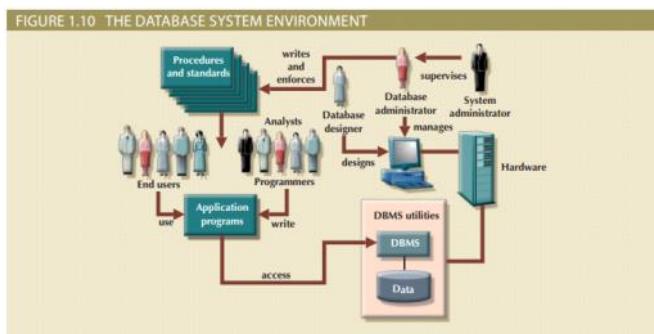 FIGURE 1.10 THE DATABASE SYSTEM ENVIRONMENT
Procedures
and standards
writes
and
enforces
supervises
System
administrator
Database
administrator
Analysts
Database
designer
manages
designs
Hardware
End users
Programmers
Application
programs
use
write
DBMS utilities
DBMS
access
Data